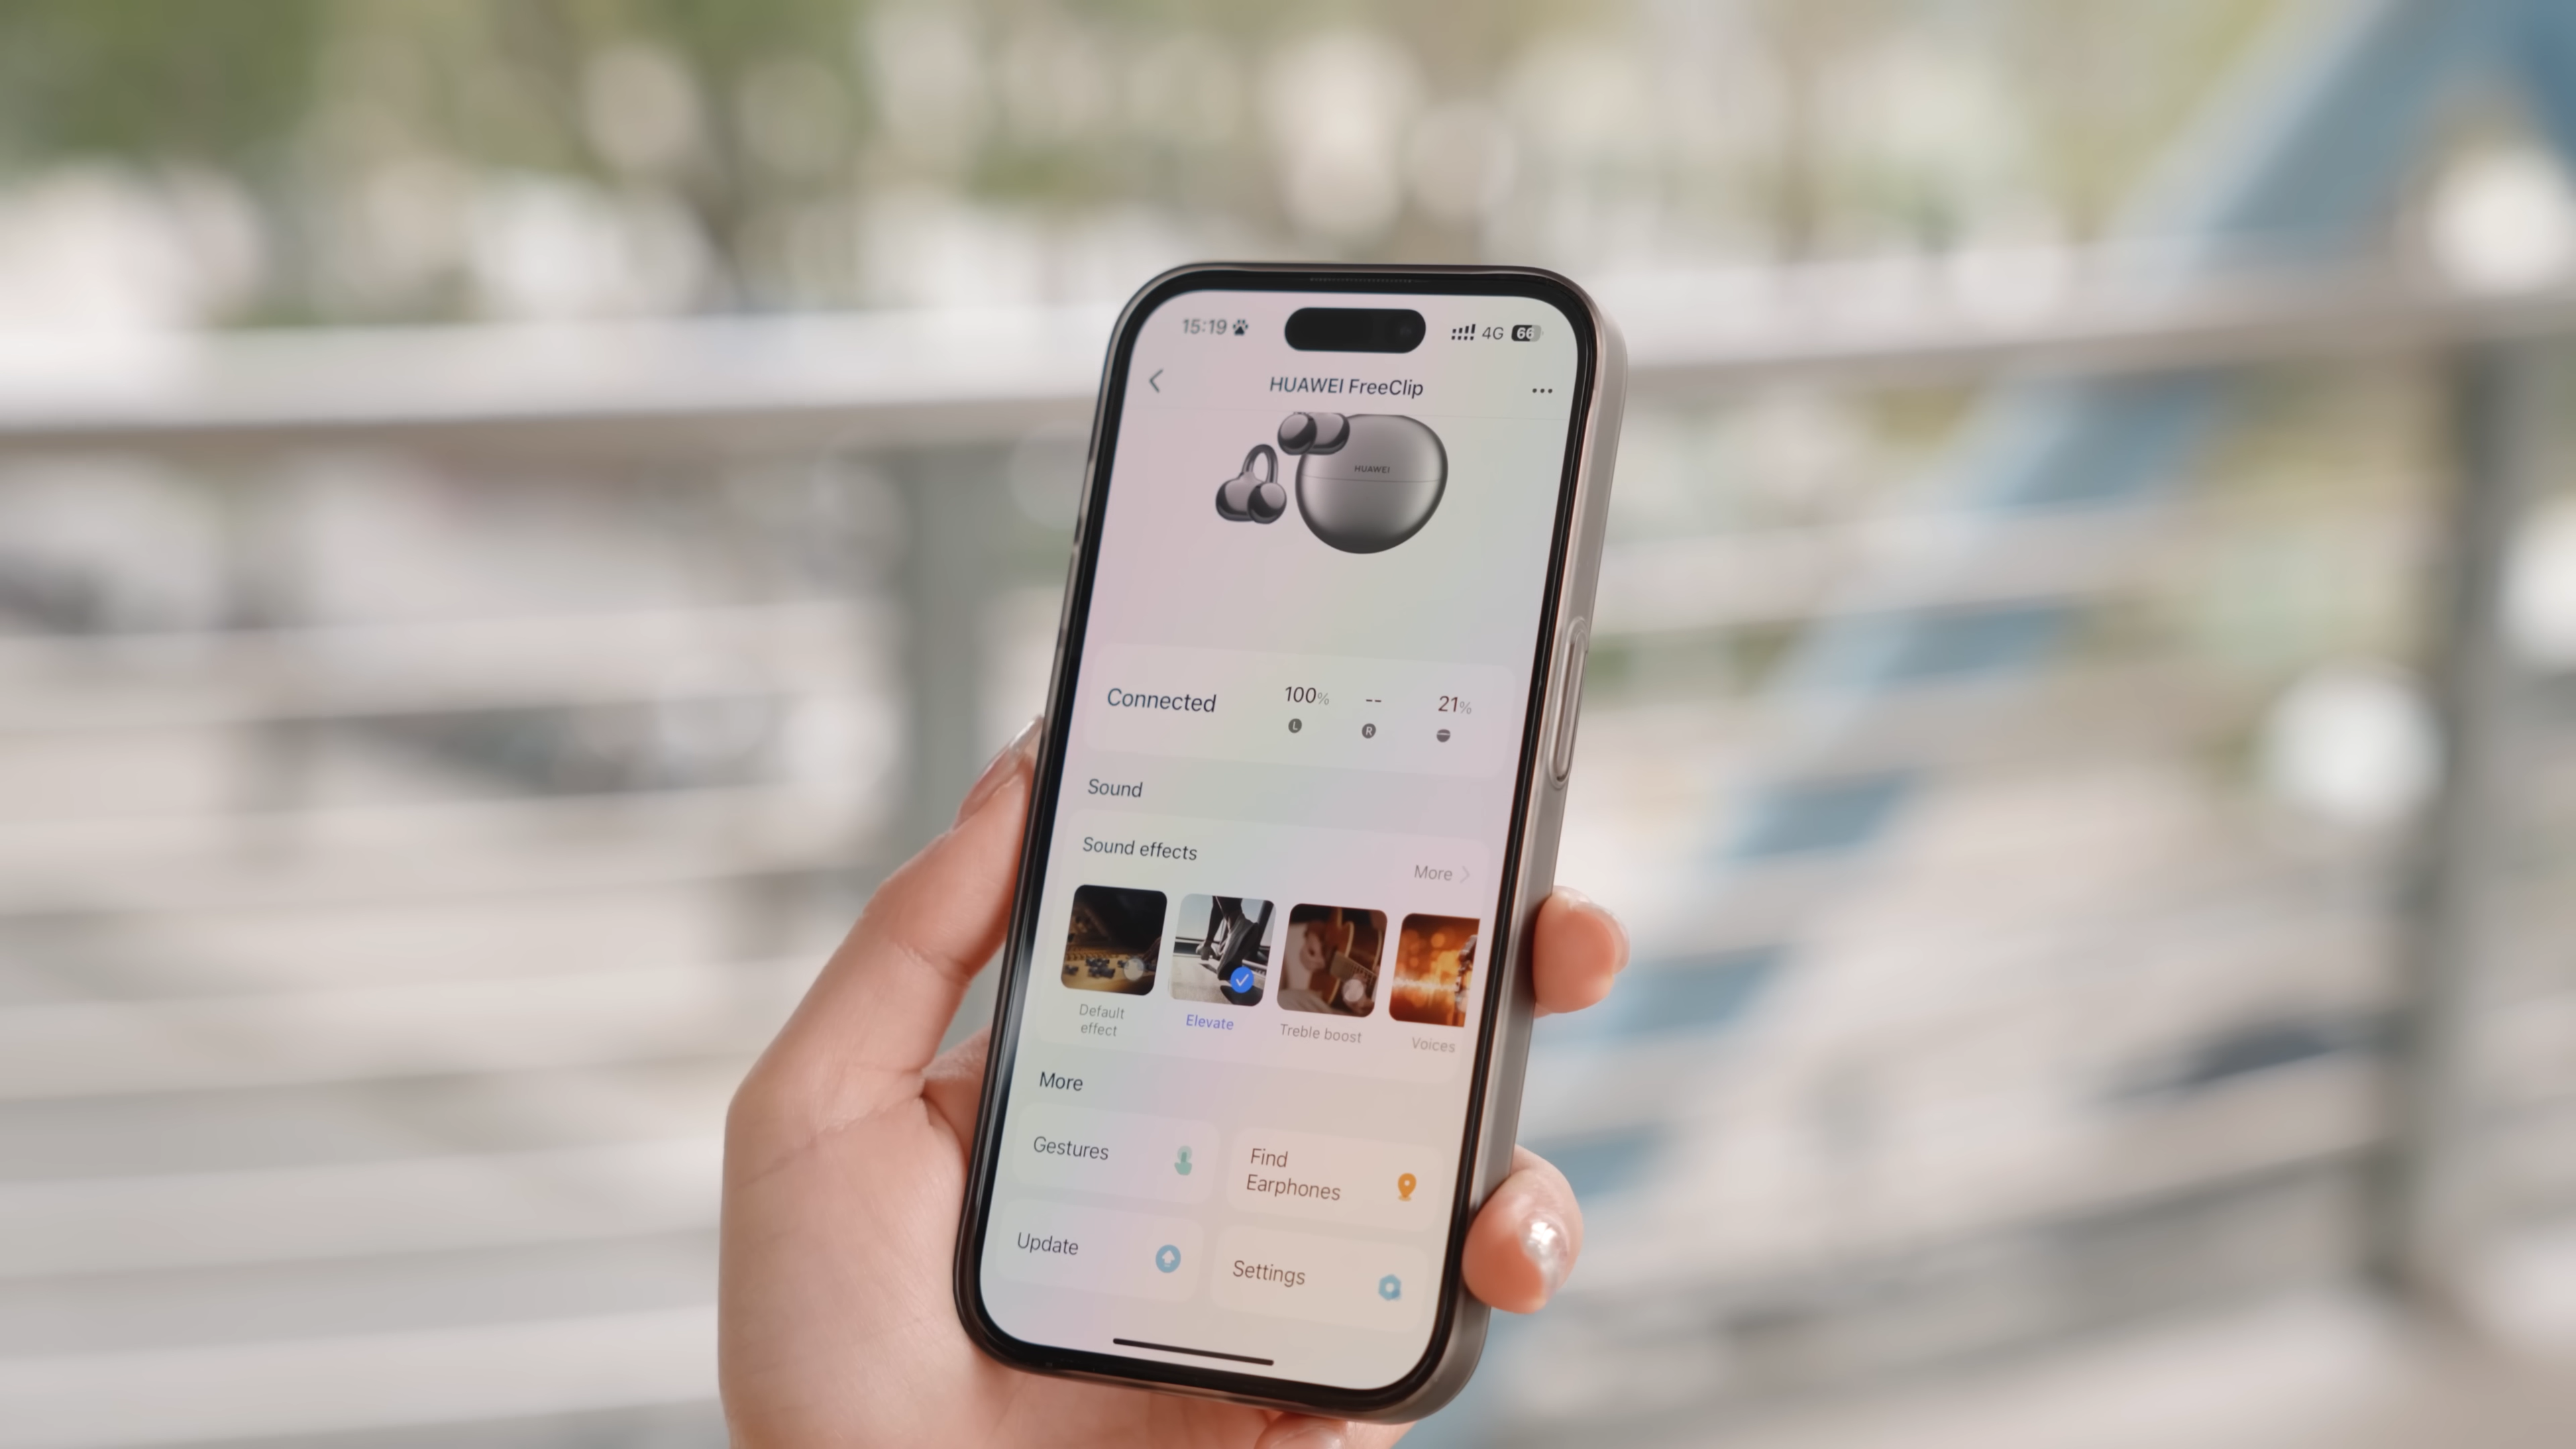 15:19
4G 66
HUAWEI FreeClip
HUAWEI
Connected
100% -- 21%
L R
Sound
Sound effects
More
Default
effect
Elevate
Treble boost
Voices
More
Gestures
Find
Earphones
Update
Settings